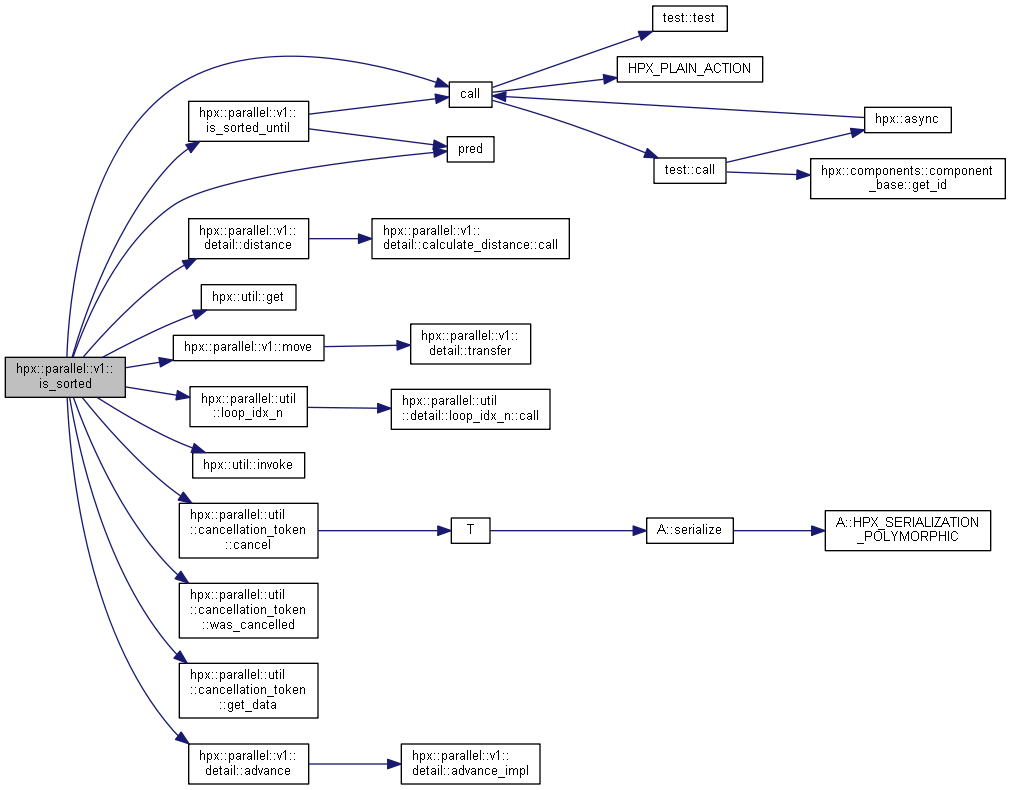 test::test
HPX_PLAIN_ACTION
call
hpx::parallel::v1::
is_sorted_until
hpx::async
pred
test::call
hpx::components::component
_base::get_id
hpx::parallel::v1::
detail::distance
hpx::parallel::v1::
detail::calculate_distance::call
hpx::util::get
hpx::parallel::v1::move
hpx::parallel::v1::
detail::transfer
hpx::parallel::v1::
is_sorted
hpx::parallel::util
::loop_idx_n
hpx::parallel::util
::detail::loop_idx_n::call
hpx::util::invoke
hpx::parallel::util
::cancellation_token
::cancel
T
A::serialize
A::HPX_SERIALIZATION
_POLYMORPHIC
hpx::parallel::util
::cancellation_token
::was_cancelled
hpx::parallel::util
::cancellation_token
::get_data
hpx::parallel::v1::
detail::advance
hpx::parallel::v1::
detail::advance_impl